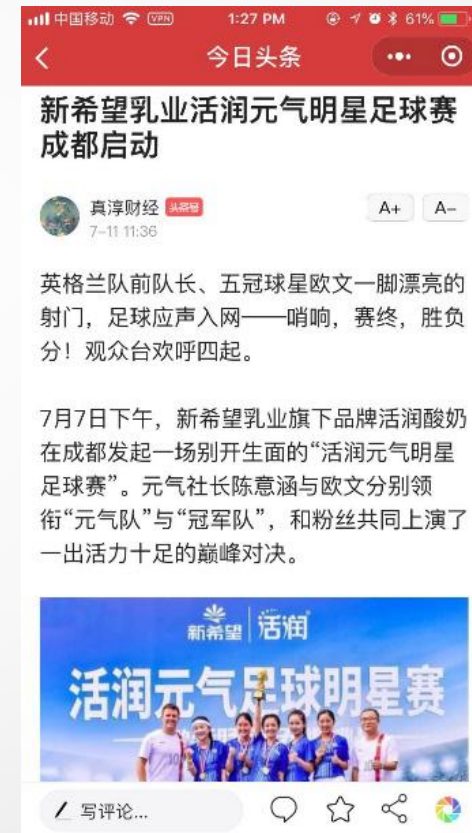 中国移动 VPN 1:27 PM 61%
今日头条
新希望乳业活润元气明星足球赛
成都启动
真淳财经 头条号
A+ A-
7-11 11:36
英格兰队前队长、五冠球星欧文一脚漂亮的
射门，足球应声入网——哨响，赛终，胜负
分！观众台欢呼四起。
7月7日下午，新希望乳业旗下品牌活润酸奶
在成都发起一场别开生面的“活润元气明星
足球赛”。元气社长陈意涵与欧文分别领
衔“元气队”与“冠军队”，和粉丝共同上演了
一出活力十足的巅峰对决。
新希望 活润
活润元气足球明星赛
写评论...